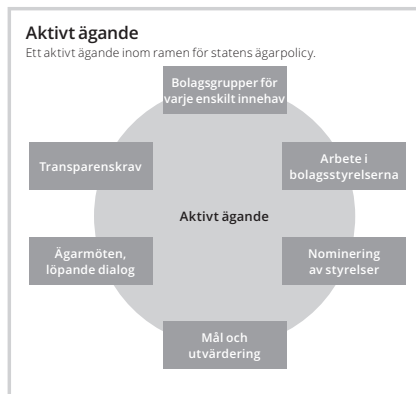 Aktivt ägande
Ett aktivt ägande inom ramen för statens ägarpolicy.
Bolagsgrupper för
varje enskilt innehav
Transparenskrav
Arbete i
bolagsstyrelserna
Aktivt ägande
Ägarmöten,
löpande dialog
Nominering
av styrelser
Mål och
utvärdering